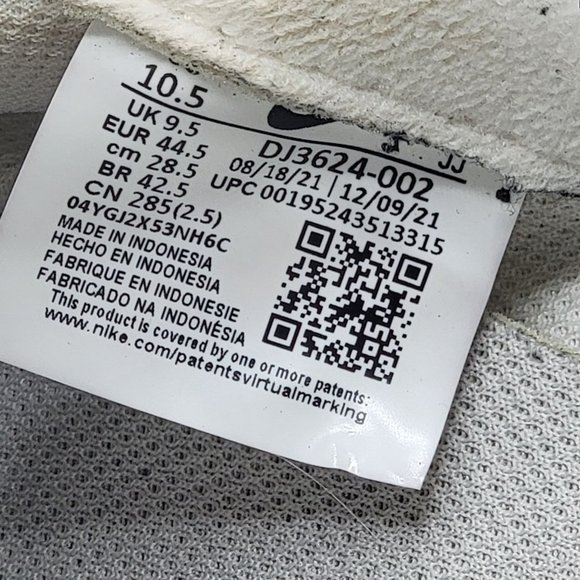 10.5
UK 9.5
EUR 44.5
cm 28.5
BR 42.5
CN 285(2.5)
04YGJ2X53NH6C
JJ
DJ3624-002
08/18/21 | 12/09/21
UPC 00195243513315
MADE IN INDONESIA
HECHO EN INDONESIA
FABRIQUE EN INDONESIE
FABRICADO NA INDONÉSIA
This product is covered by one or more patents:
www.nike.com/patentsvirtualmarking